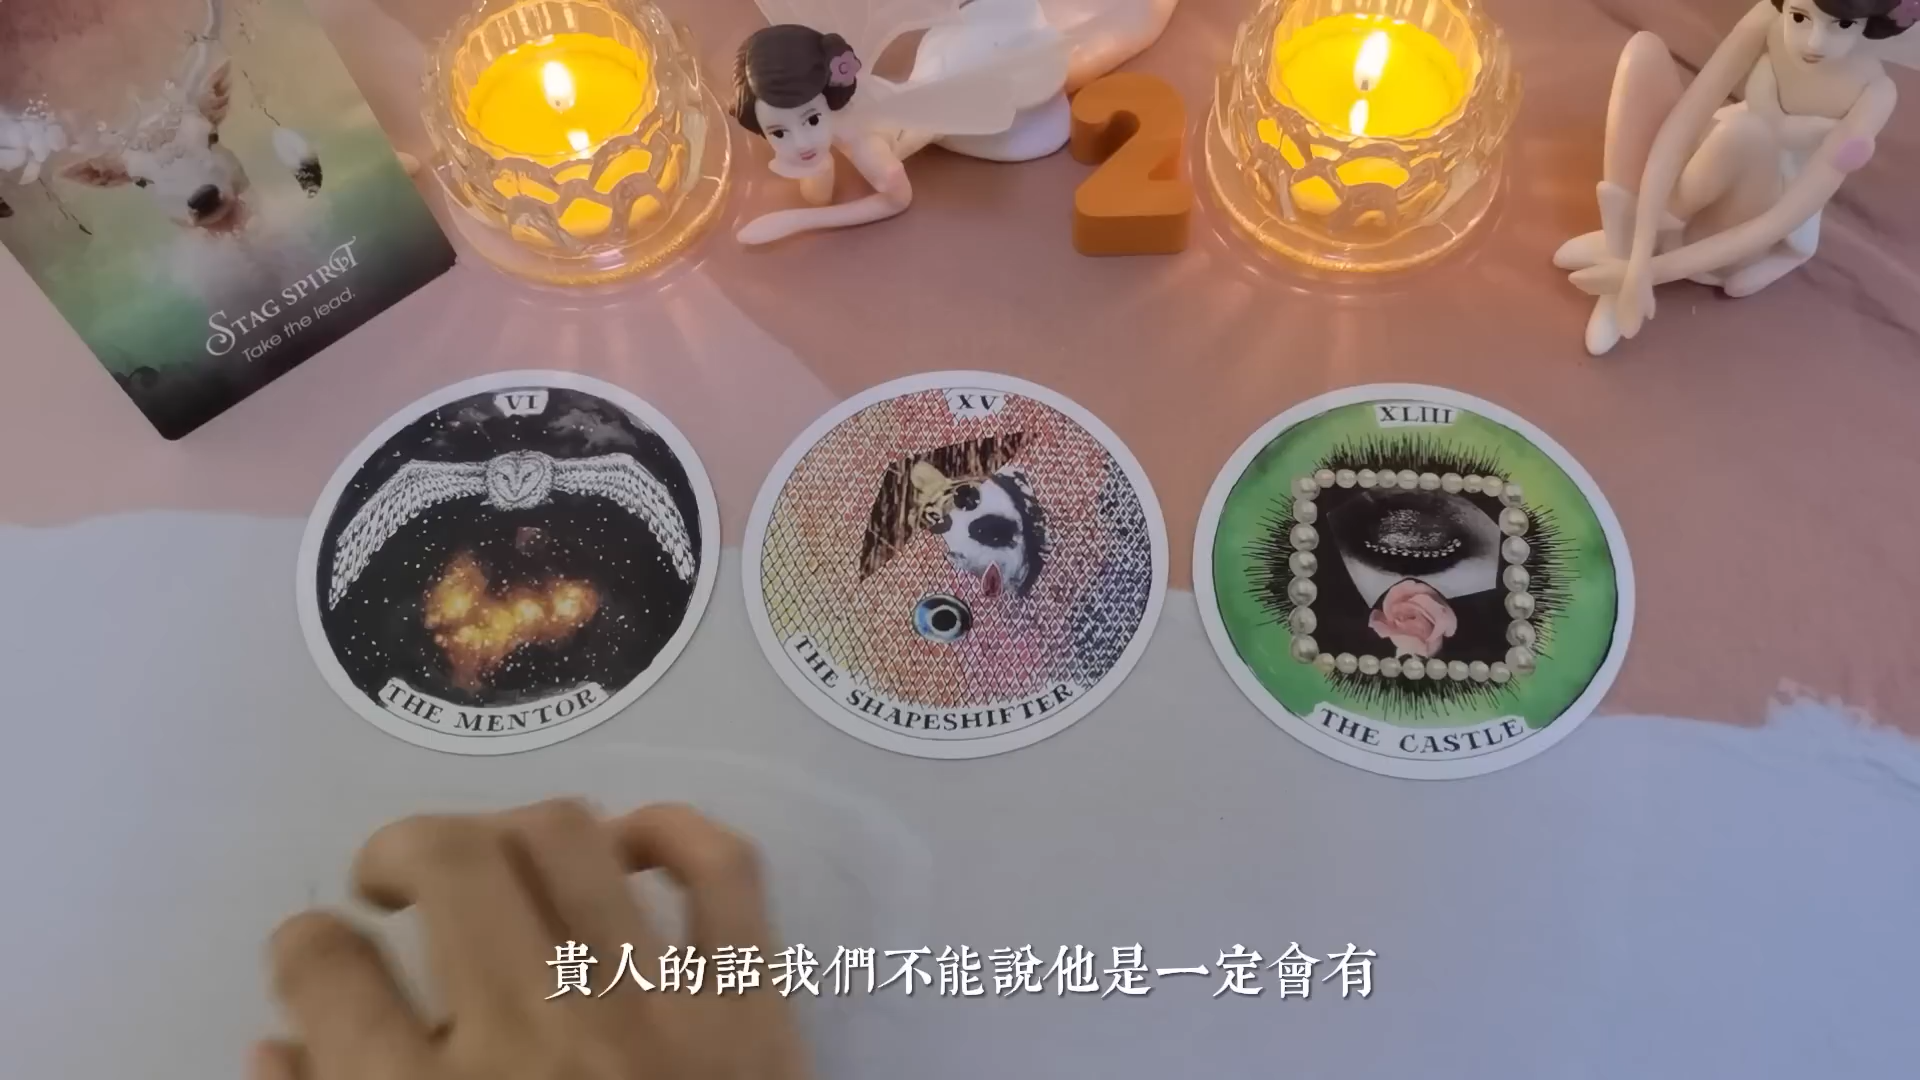 STAG SPIRIT
Take the lead.
2
VI
THE MENTOR
XV
THE SHAPESHIFTER
XLIII
THE CASTLE
貴人的話我們不能說他是一定會有